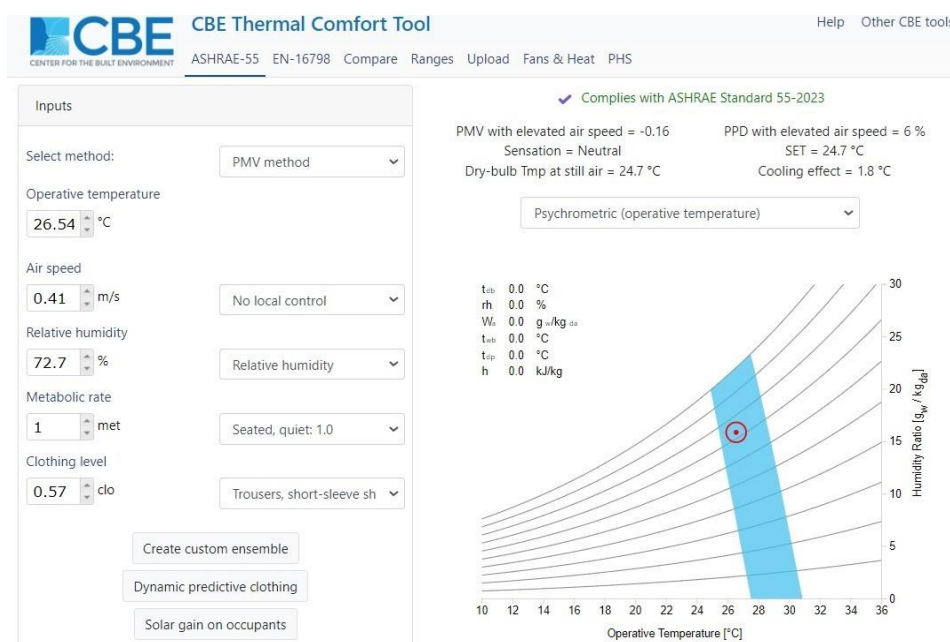 CBE
CENTER FOR THE BUILT ENVIRONMENT
CBE Thermal Comfort Tool
Help Other CBE tools
ASHRAE-55 EN-16798 Compare Ranges Upload Fans & Heat PHS
Inputs
Select method:
PMV method
Operative temperature
26.54 °C
Air speed
0.41 m/s
No local control
Relative humidity
72.7 %
Relative humidity
Metabolic rate
1 met
Seated, quiet: 1.0
Clothing level
0.57 clo
Trousers, short-sleeve sh
Create custom ensemble
Dynamic predictive clothing
Solar gain on occupants
Complies with ASHRAE Standard 55-2023
PMV with elevated air speed = -0.16
PPD with elevated air speed = 6 %
Sensation = Neutral
SET = 24.7 °C
Dry-bulb Tmp at still air = 24.7 °C
Cooling effect = 1.8 °C
Psychrometric (operative temperature)
t db 0.0 °C
rh 0.0 %
W a 0.0 g w/kg da
t wb 0.0 °C
t dp 0.0 °C
h 0.0 kJ/kg
30
25
20
15
10
5
0
Humidity Ratio [g w / kg da]
10 12 14 16 18 20 22 24 26 28 30 32 34 36
Operative Temperature [°C]